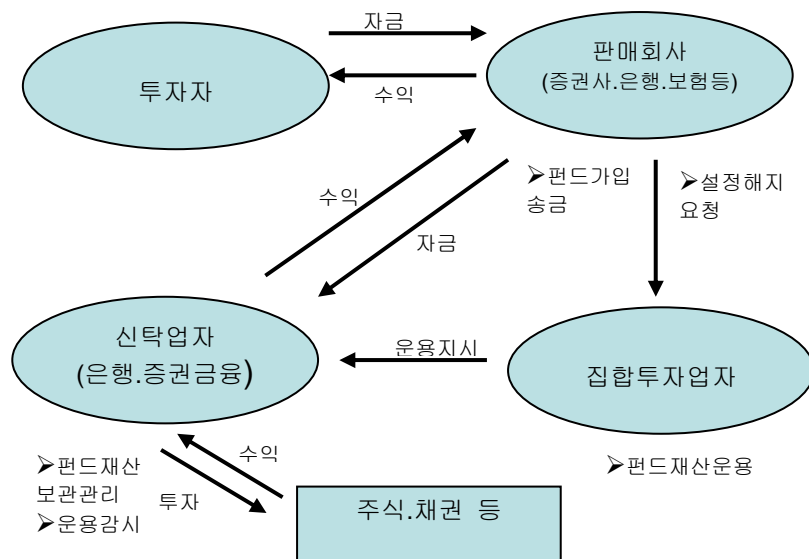 자금
투자자
판매회사
(증권사.은행.보험등)
수익
➢펀드가입
송금
➢설정해지
요청
수익
자금
신탁업자
(은행.증권금융)
운용지시
집합투자업자
➢펀드재산
보관관리
➢운용감시
수익
투자
➢펀드재산운용
주식.채권 등